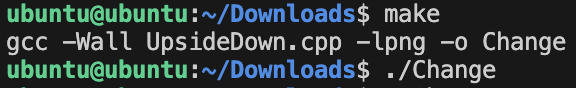 ubuntu@ubuntu:~/Downloads$ make
gcc -Wall UpsideDown.cpp -lpng -o Change
ubuntu@ubuntu:~/Downloads$ ./Change